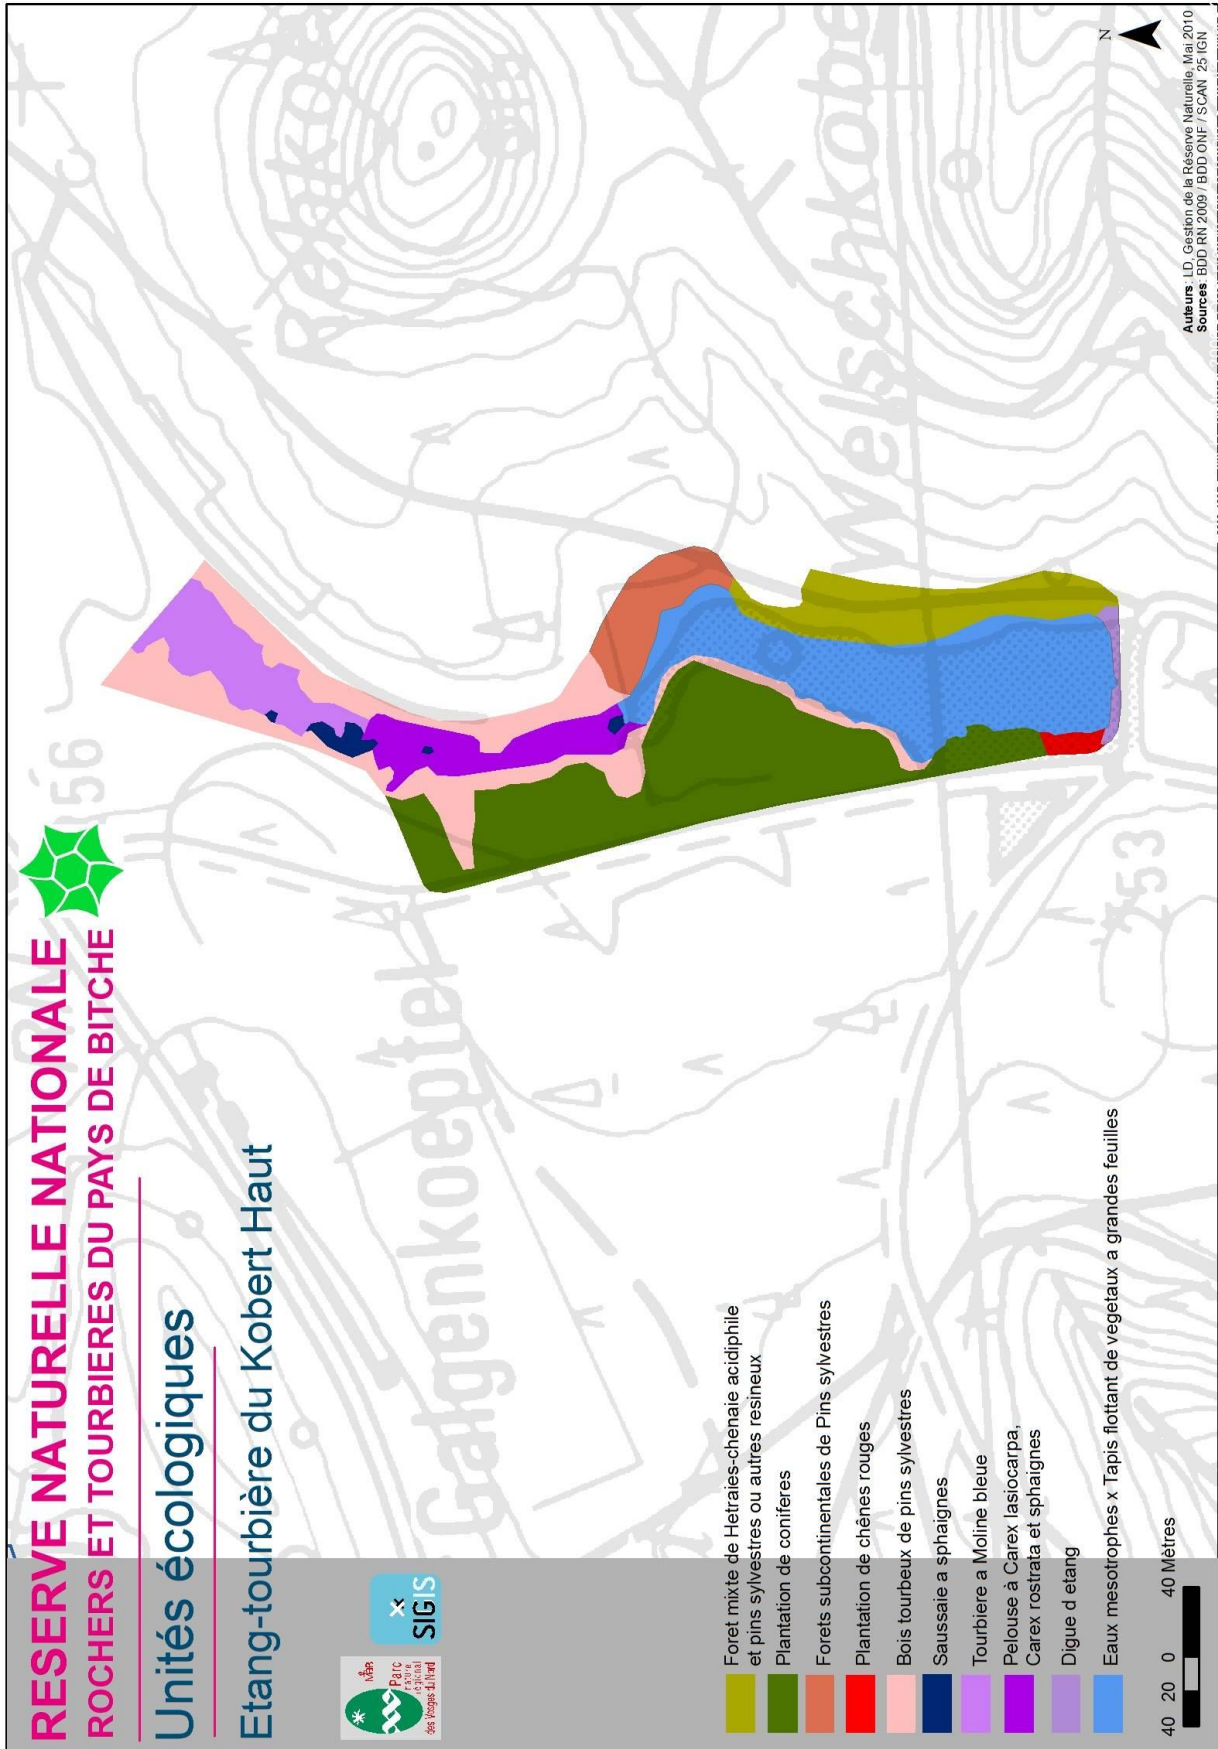 RESERVE NATURELLE NATIONALE
ROCHERS ET TOURBIERES DU PAYS DE BITCHE
Unités écologiques
Etang-tourbière du Kobert Haut
Parc
naturel
régional
des Vosges du Nord
SIGIS
Foret mixte de Hetraies-chenaie acidiphile
et pins sylvestres ou autres resineux
Plantation de coniferes
Forets subcontinentales de Pins sylvestres
Plantation de chênes rouges
Bois tourbeux de pins sylvestres
Saussaie a sphaignes
Tourbiere a Moline bleue
Pelouse à Carex lasiocarpa,
Carex rostrata et sphaignes
Digue d etang
Eaux mesotrophes x Tapis flottant de vegetaux a grandes feuilles
40 20 0 40 Mètres
Galgenkoepfel
Welschkobe
256
253
N
Auteurs: LD, Gestion de la Réserve Naturelle, Mai 2010
Sources: BDD RN 2009 / BDD ONF / SCAN 25 IGN